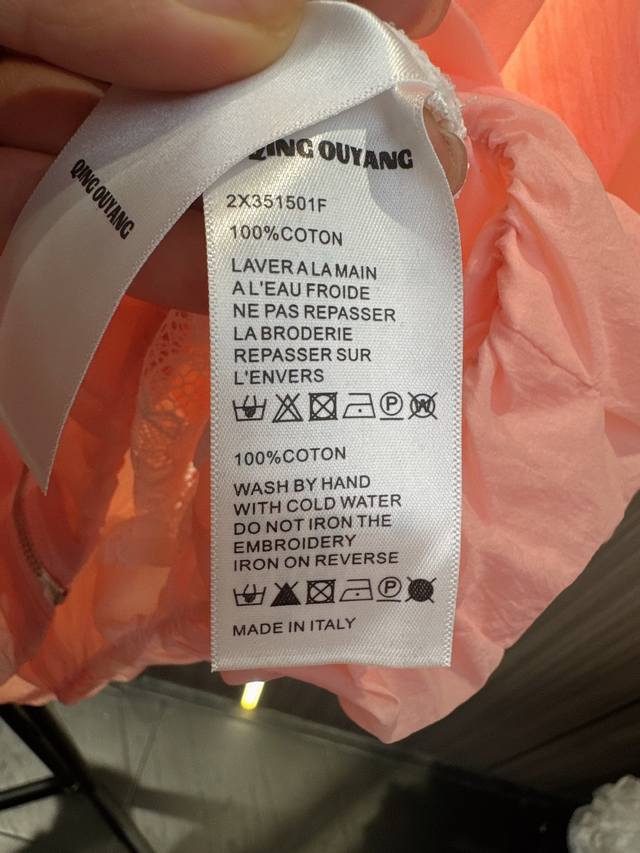 QING OUYANG
QING OUYANG
2X351501F
100%COTON
LAVER A LA MAIN
A L'EAU FROIDE
NE PAS REPASSER
LA BRODERIE
REPASSER SUR
L'ENVERS
P W
100%COTON
WASH BY HAND
WITH COLD WATER
DO NOT IRON THE
EMBROIDERY
IRON ON REVERSE
P
MADE IN ITALY